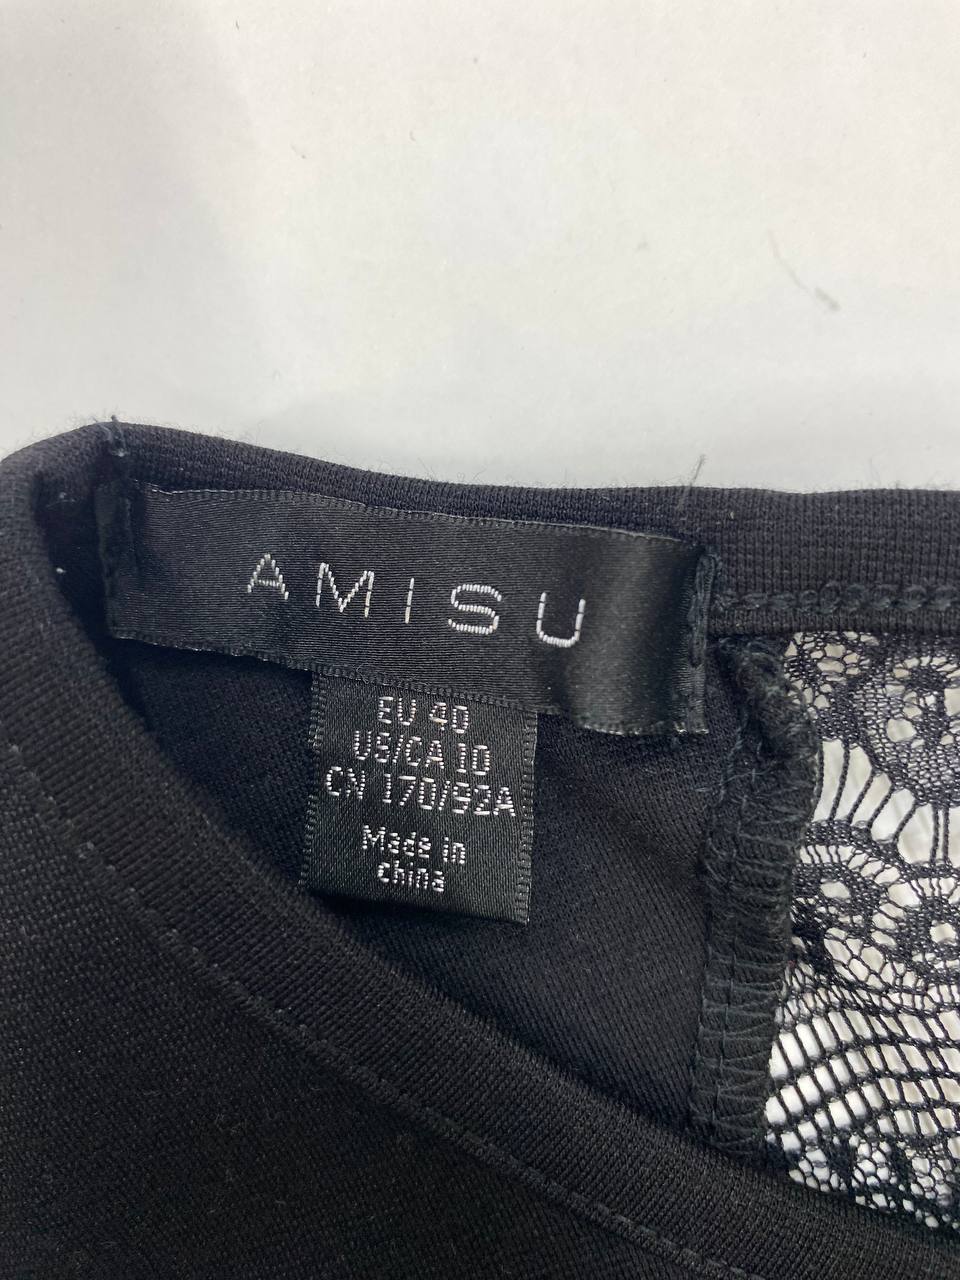 AMISU
EU 40
US/CA 10
CN 170/92A
Made in
china